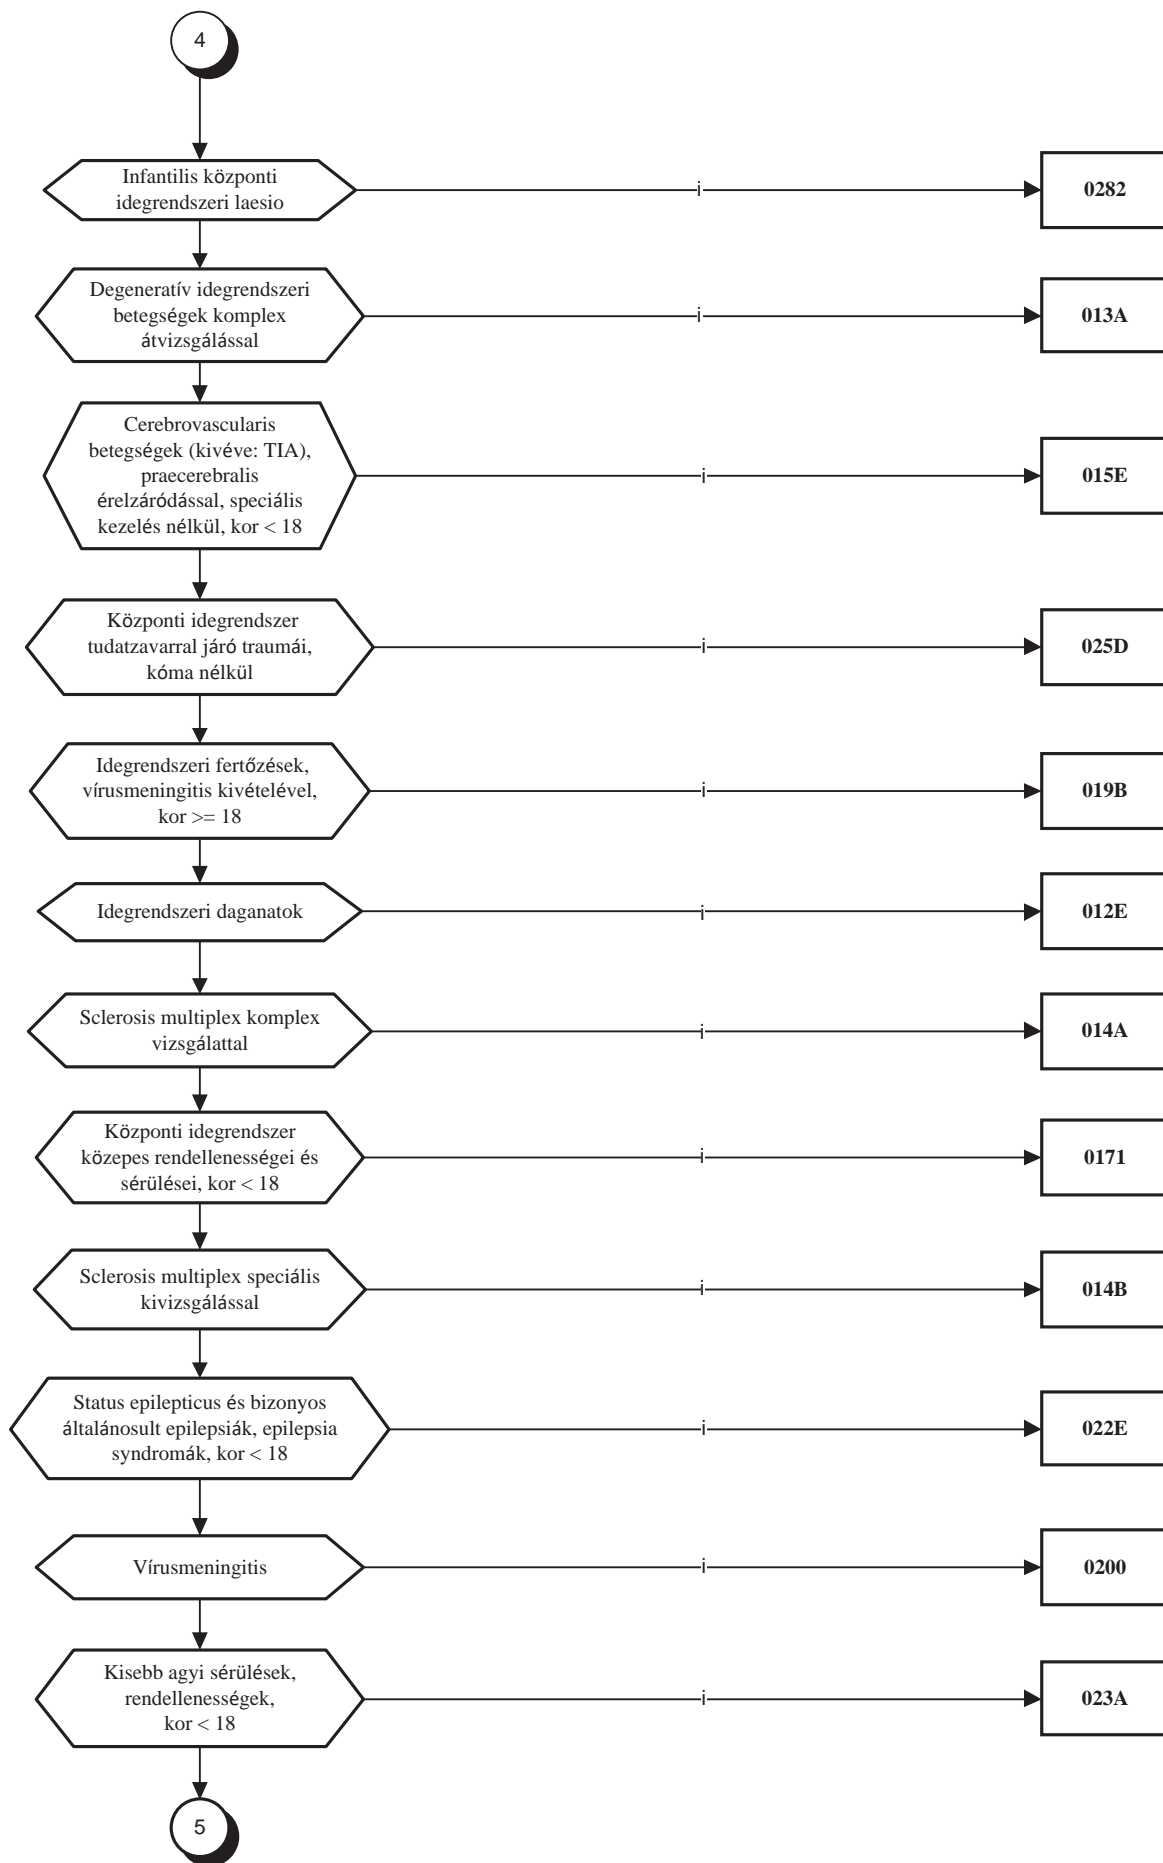 4
Infantilis központi
idegrendszeri laesio
i
0282
Degeneratív idegrendszeri
betegségek komplex
átvizsgálással
i
013A
Cerebrovascularis
betegségek (kivéve: TIA),
praecerebralis
érelzáródással, speciális
kezelés nélkül, kor < 18
i
015E
Központi idegrendszer
tudatzavarral járó traumái,
kóma nélkül
i
025D
Idegrendszeri fertőzések,
vírusmeningitis kivételével,
kor >= 18
i
019B
Idegrendszeri daganatok
i
012E
Sclerosis multiplex komplex
vizsgálattal
i
014A
Központi idegrendszer
közepes rendellenességei és
sérülései, kor < 18
i
0171
Sclerosis multiplex speciális
kivizsgálással
i
014B
Status epilepticus és bizonyos
általánosult epilepsiák, epilepsia
syndromák, kor < 18
i
022E
Vírusmeningitis
i
0200
Kisebb agyi sérülések,
rendellenességek,
kor < 18
i
023A
5